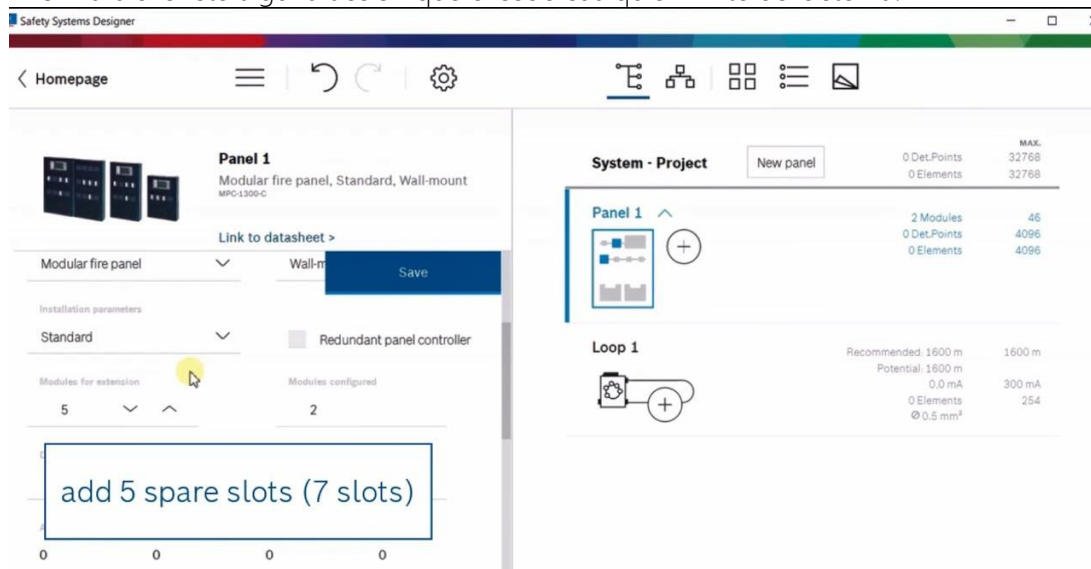 Safety Systems Designer
Homepage
Panel 1
Modular fire panel, Standard, Wall-mount
MPC-1300-C
Link to datasheet >
Modular fire panel
Wall-m
Save
Installation parameters
Standard
Redundant panel controller
Modules for extension
Modules configured
5
2
add 5 spare slots (7 slots)
0 0 0 0
System - Project
New panel
MAX.
0 Det.Points 32768
0 Elements 32768
Panel 1
2 Modules 46
0 Det.Points 4096
0 Elements 4096
Loop 1
Recommended: 1600 m 1600 m
Potential: 1600 m
0,0 mA 300 mA
0 Elements 254
Ø 0.5 mm²